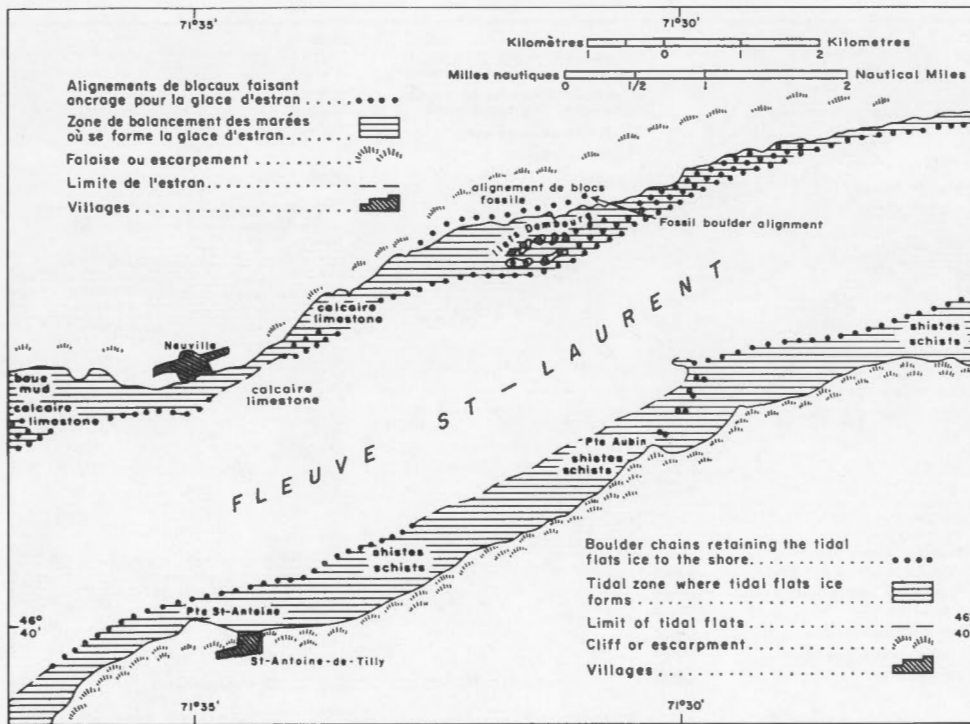 71°35'
71°30'
Kilomètres 1 0 1 2 Kilometres
Milles nautiques 0 1/2 1 2 Nautical Miles
Alignements de blocaux faisant
ancrage pour la glace d'estran
Zone de balancement des marées
où se forme la glace d'estran
Falaise ou escarpement
Limite de l'estran
Villages
alignement de blocs
fossile
Fossil boulder alignment
Ilets Dombourg
calcaire
limestone
Neuville
boue
mud
calcaire
limestone
calcaire
limestone
FLEUVE ST-LAURENT
shistes
schists
Pte Aubin
shistes
schists
shistes
schists
Pte St-Antoine
St-Antoine-de-Tilly
46°
40'
Boulder chains retaining the tidal
flats ice to the shore
Tidal zone where tidal flats ice
forms
Limit of tidal flats
Cliff or escarpment
Villages
46
40
71°35'
71°30'